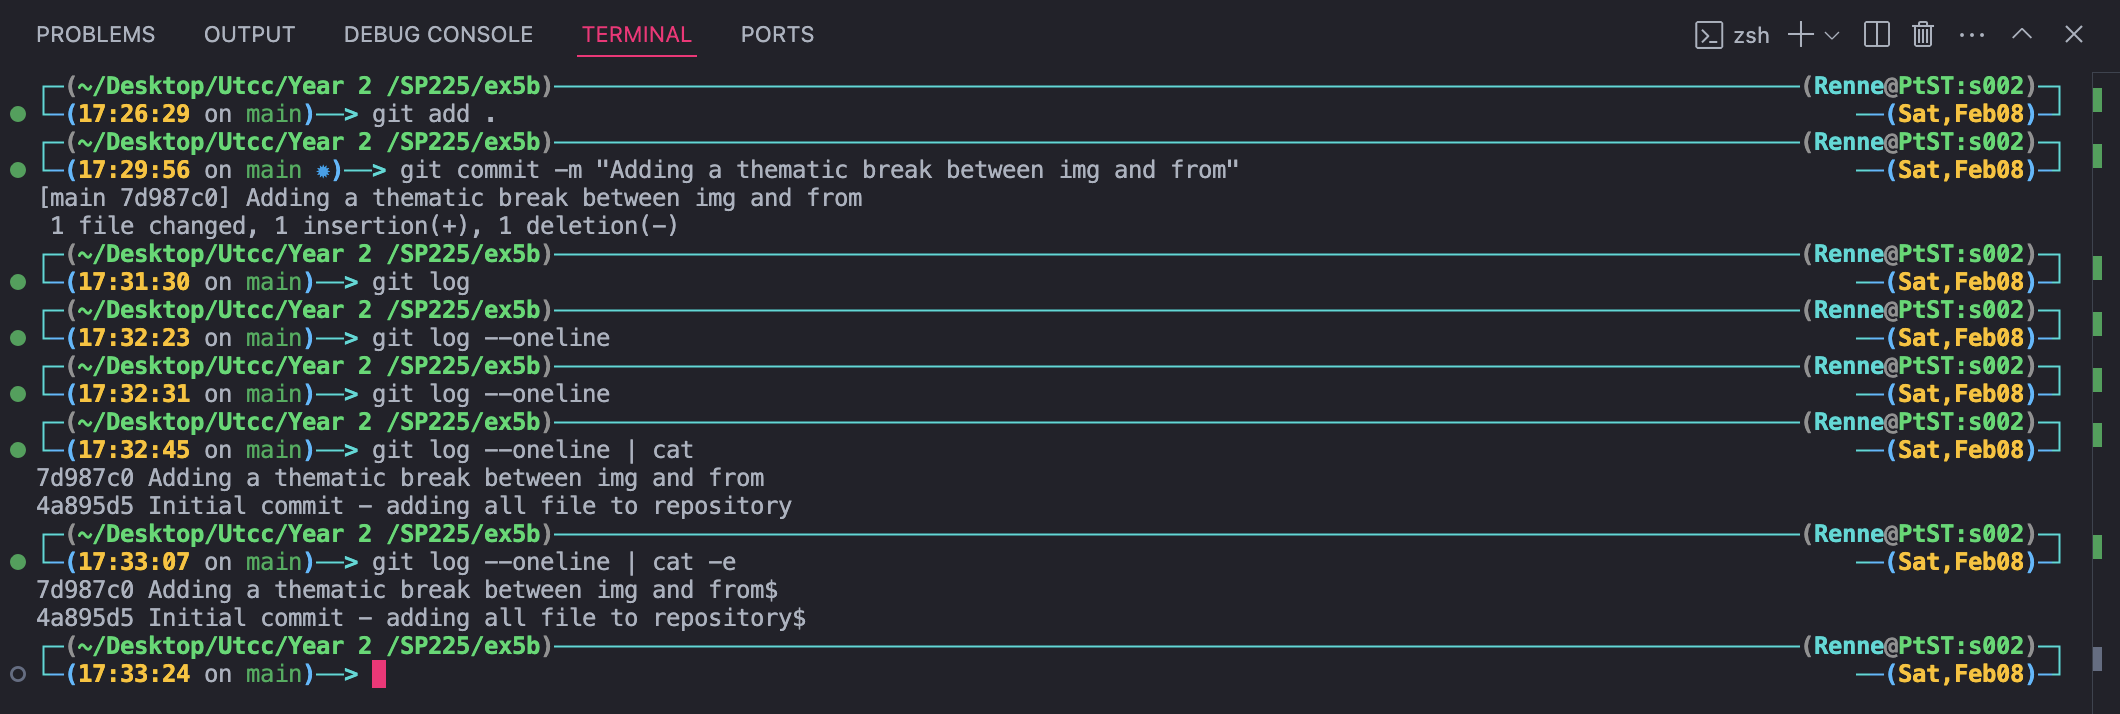 PROBLEMS OUTPUT DEBUG CONSOLE TERMINAL PORTS zsh
(~/Desktop/Utcc/Year 2 /SP225/ex5b) (Renne@PtST:s002)
(17:26:29 on main)—> git add . (Sat,Feb08)
(~/Desktop/Utcc/Year 2 /SP225/ex5b) (Renne@PtST:s002)
(17:29:56 on main ✹)—> git commit -m "Adding a thematic break between img and from" (Sat,Feb08)
[main 7d987c0] Adding a thematic break between img and from
1 file changed, 1 insertion(+), 1 deletion(-)
(~/Desktop/Utcc/Year 2 /SP225/ex5b) (Renne@PtST:s002)
(17:31:30 on main)—> git log (Sat,Feb08)
(~/Desktop/Utcc/Year 2 /SP225/ex5b) (Renne@PtST:s002)
(17:32:23 on main)—> git log --oneline (Sat,Feb08)
(~/Desktop/Utcc/Year 2 /SP225/ex5b) (Renne@PtST:s002)
(17:32:31 on main)—> git log --oneline (Sat,Feb08)
(~/Desktop/Utcc/Year 2 /SP225/ex5b) (Renne@PtST:s002)
(17:32:45 on main)—> git log --oneline | cat (Sat,Feb08)
7d987c0 Adding a thematic break between img and from
4a895d5 Initial commit - adding all file to repository
(~/Desktop/Utcc/Year 2 /SP225/ex5b) (Renne@PtST:s002)
(17:33:07 on main)—> git log --oneline | cat -e (Sat,Feb08)
7d987c0 Adding a thematic break between img and from$
4a895d5 Initial commit - adding all file to repository$
(~/Desktop/Utcc/Year 2 /SP225/ex5b) (Renne@PtST:s002)
(17:33:24 on main)—> (Sat,Feb08)